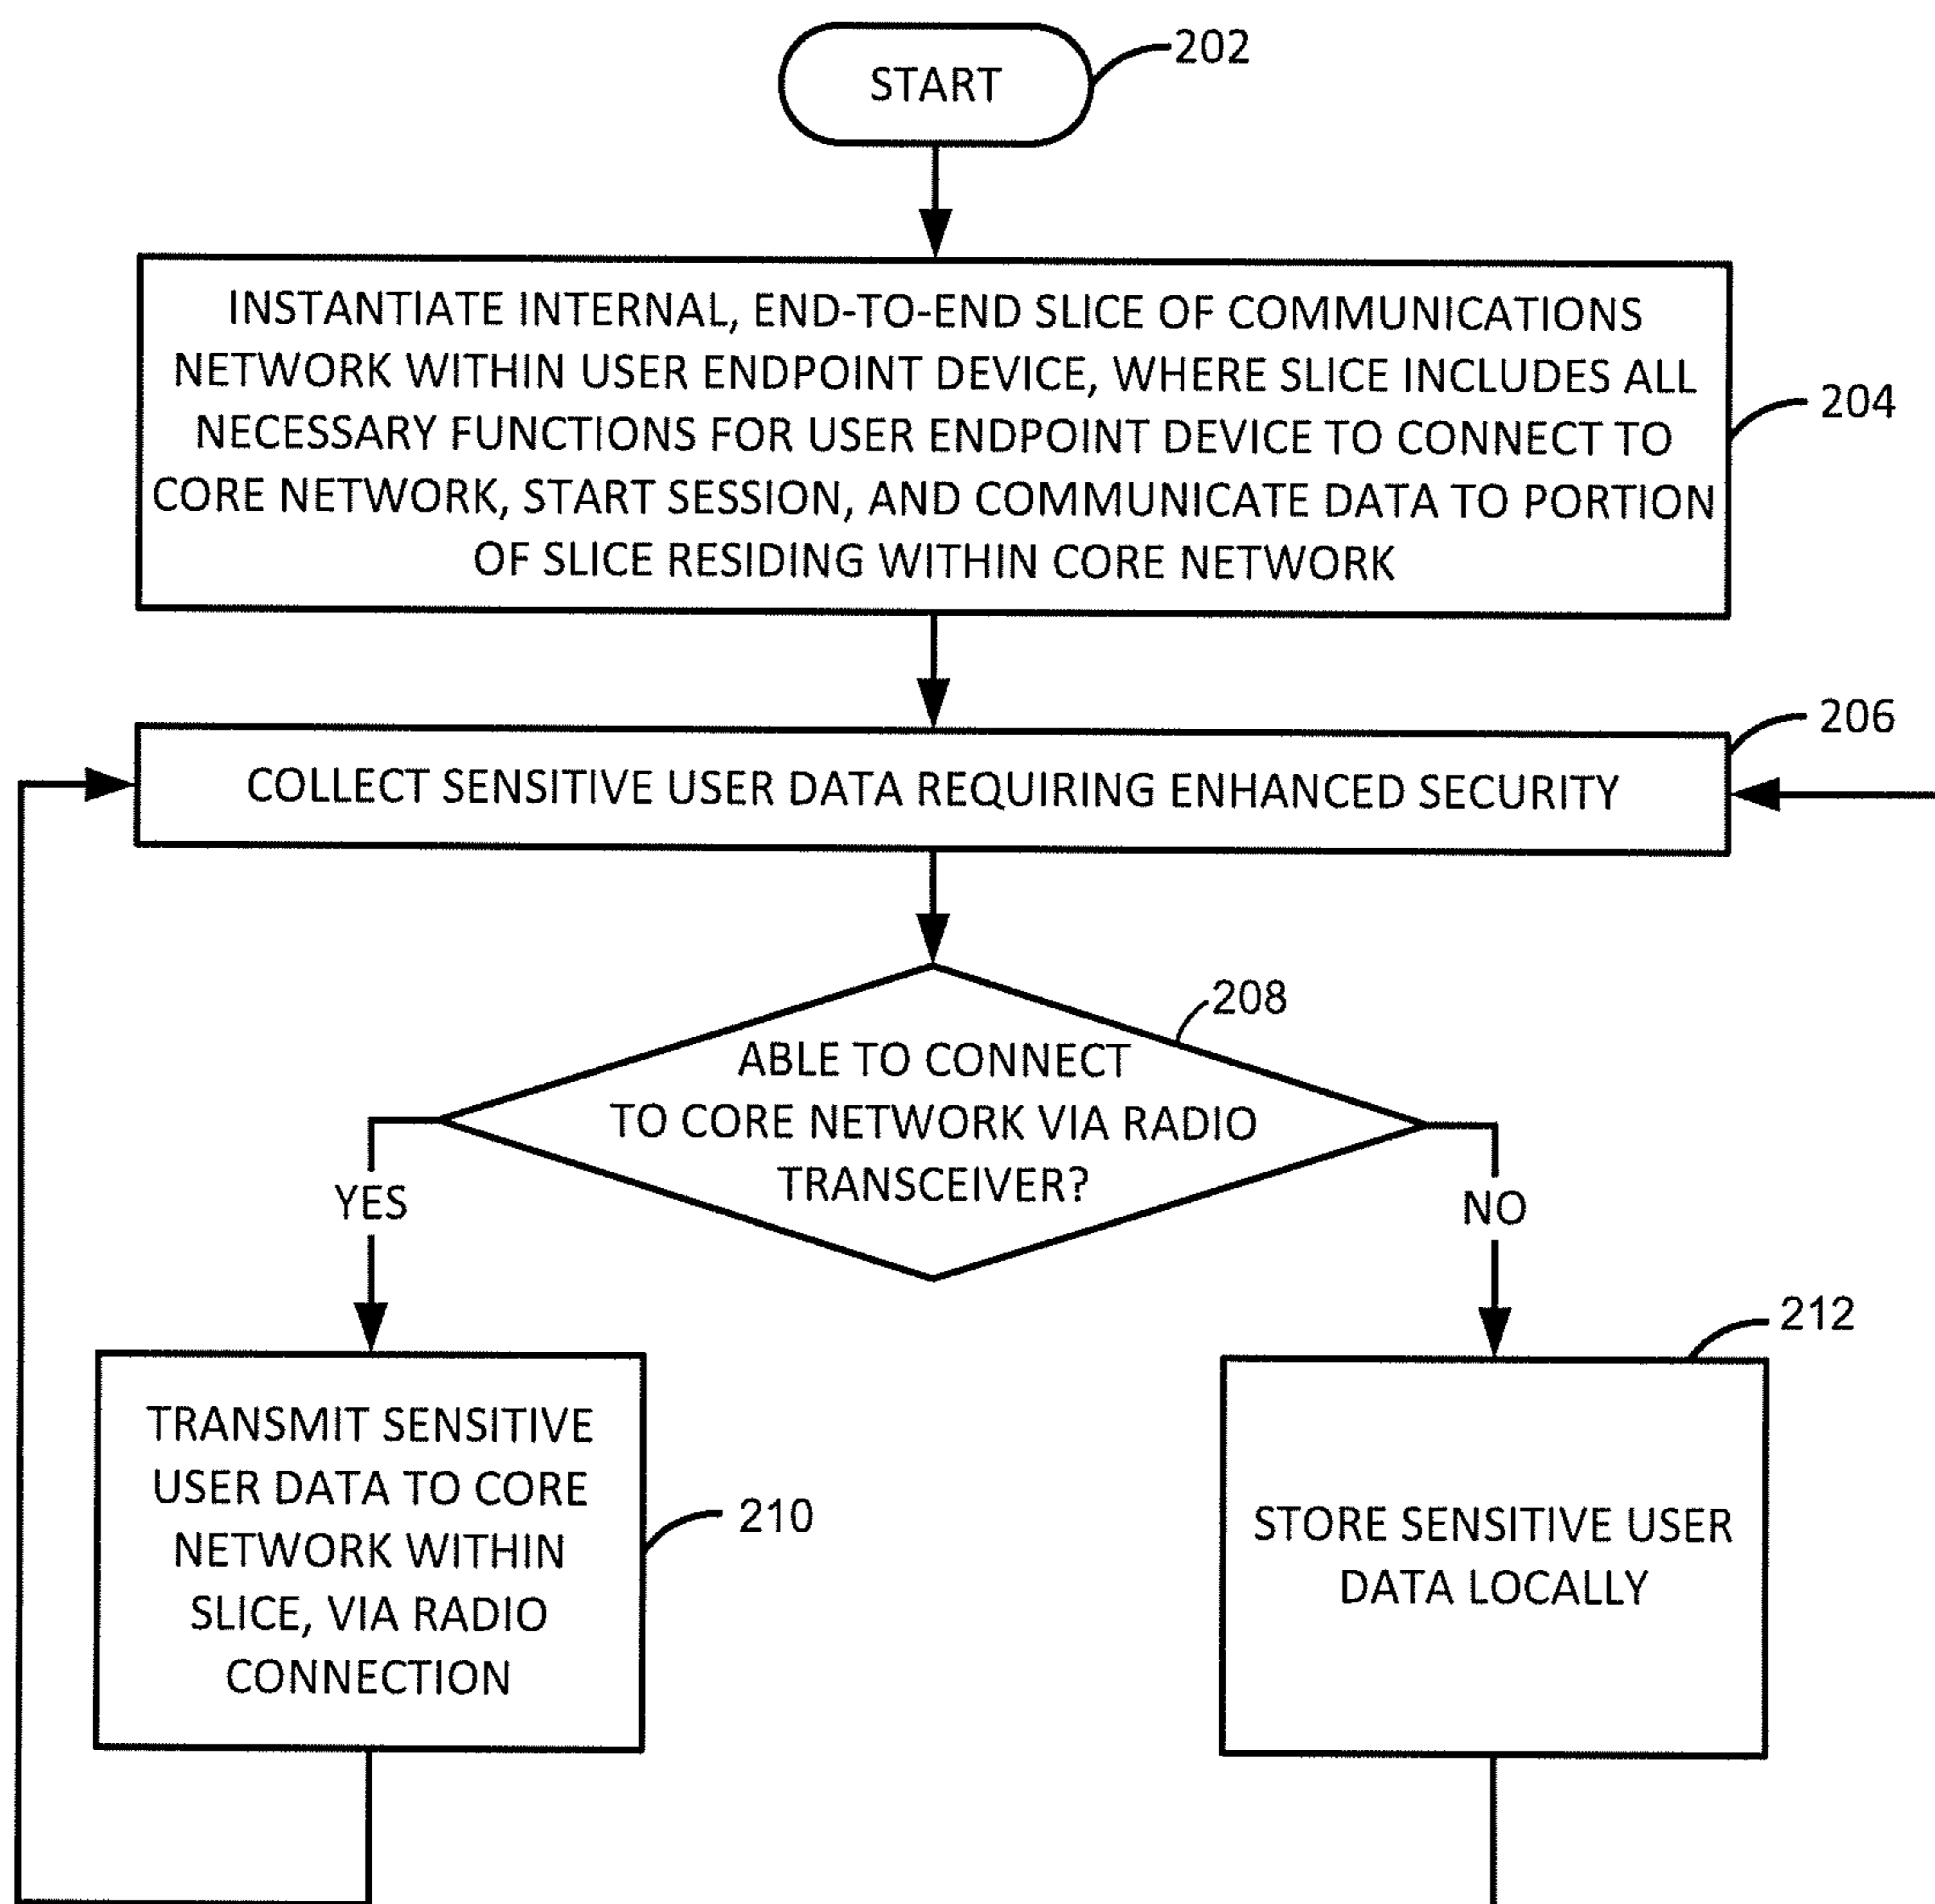 START
202
INSTANTIATE INTERNAL, END-TO-END SLICE OF COMMUNICATIONS
NETWORK WITHIN USER ENDPOINT DEVICE, WHERE SLICE INCLUDES ALL
NECESSARY FUNCTIONS FOR USER ENDPOINT DEVICE TO CONNECT TO
CORE NETWORK, START SESSION, AND COMMUNICATE DATA TO PORTION
OF SLICE RESIDING WITHIN CORE NETWORK
204
206
COLLECT SENSITIVE USER DATA REQUIRING ENHANCED SECURITY
208
ABLE TO CONNECT
TO CORE NETWORK VIA RADIO
TRANSCEIVER?
YES
NO
TRANSMIT SENSITIVE
USER DATA TO CORE
NETWORK WITHIN
SLICE, VIA RADIO
CONNECTION
210
212
STORE SENSITIVE USER
DATA LOCALLY